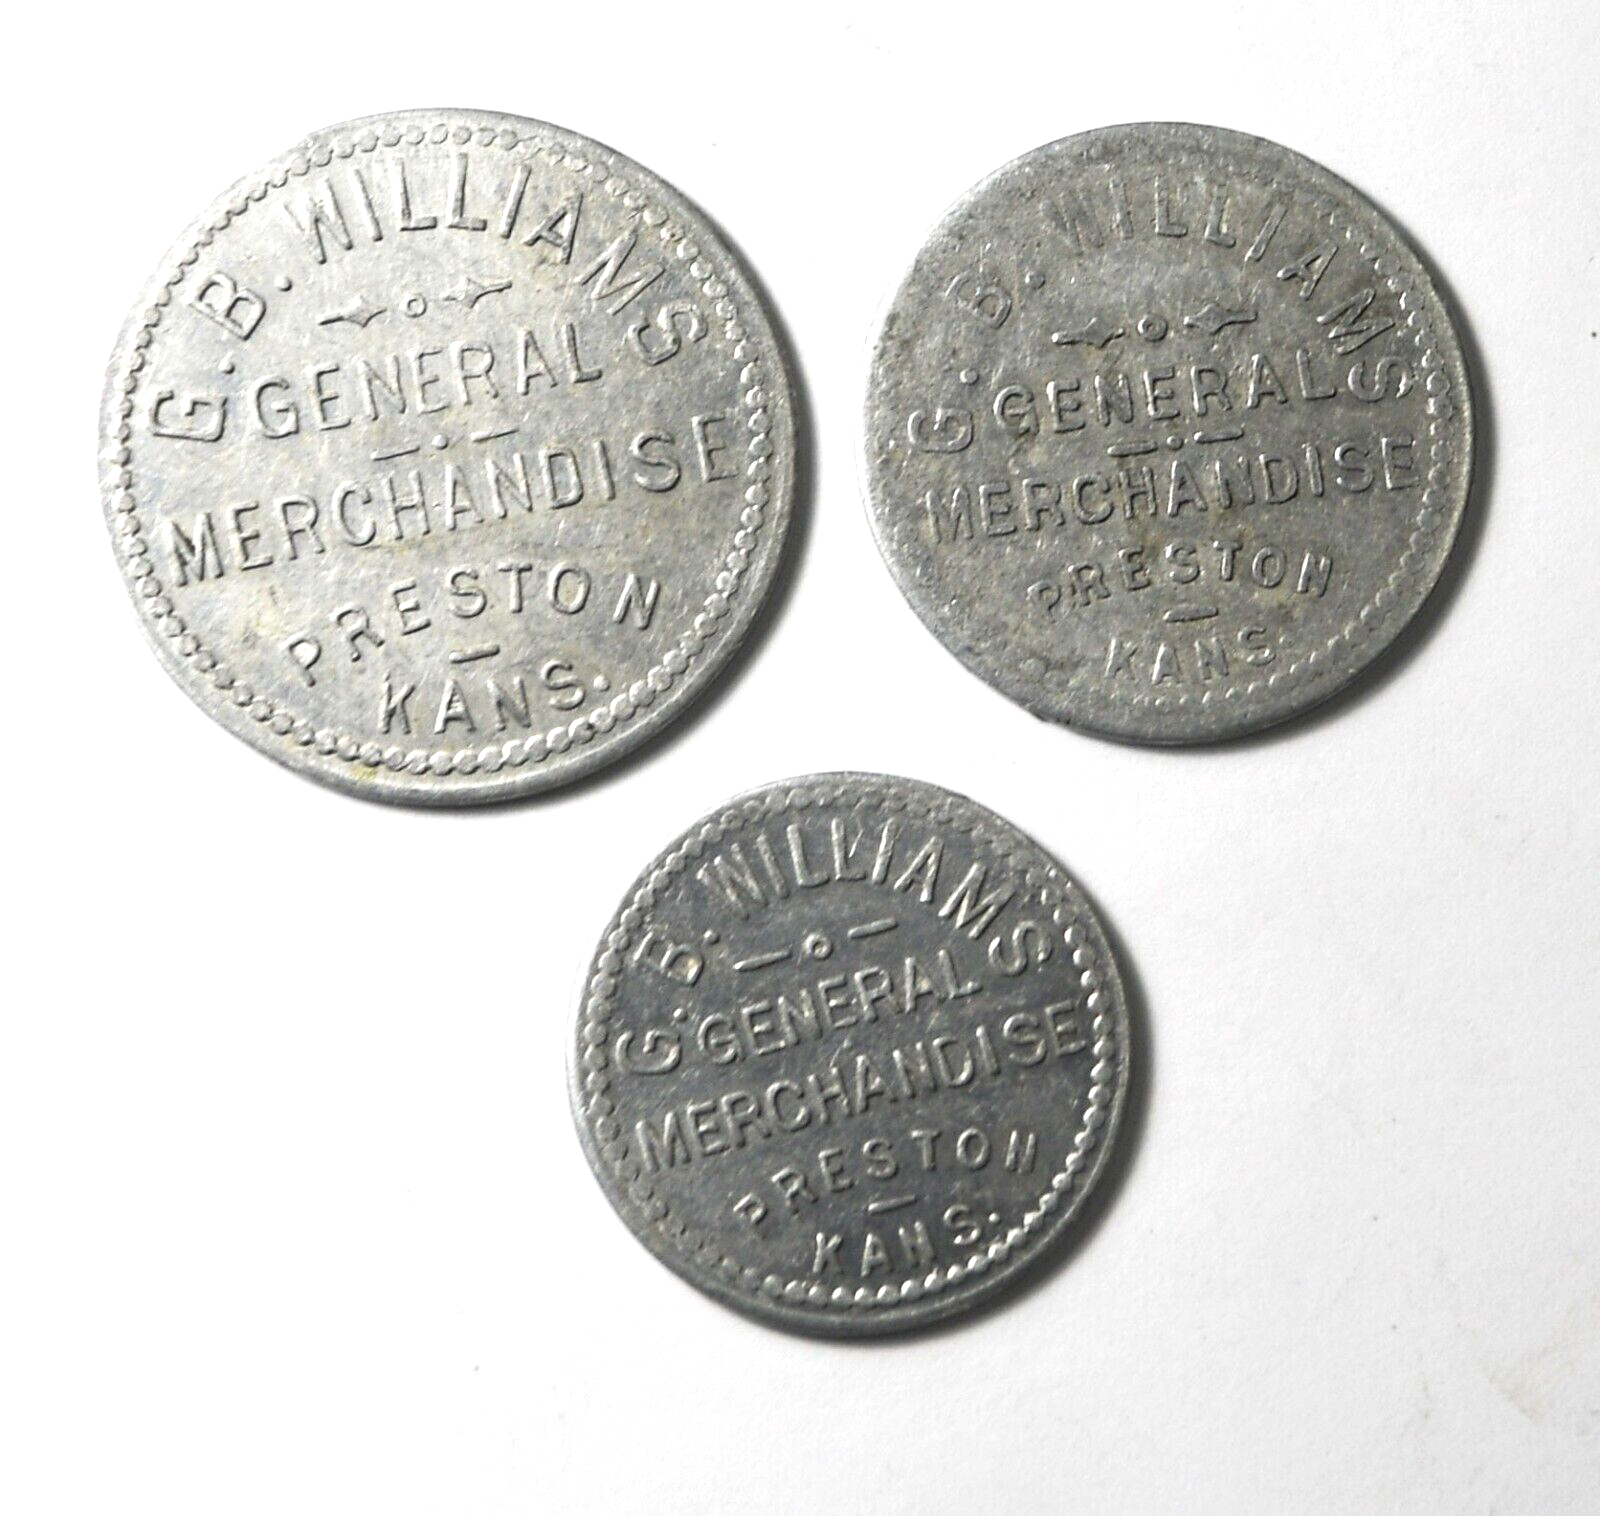 G. B. WILLIAMS
GENERAL
MERCHANDISE
PRESTON
KANS.
G. B. WILLIAMS
GENERAL
MERCHANDISE
PRESTON
KANS.
G. B. WILLIAMS
GENERAL
MERCHANDISE
PRESTON
KANS.